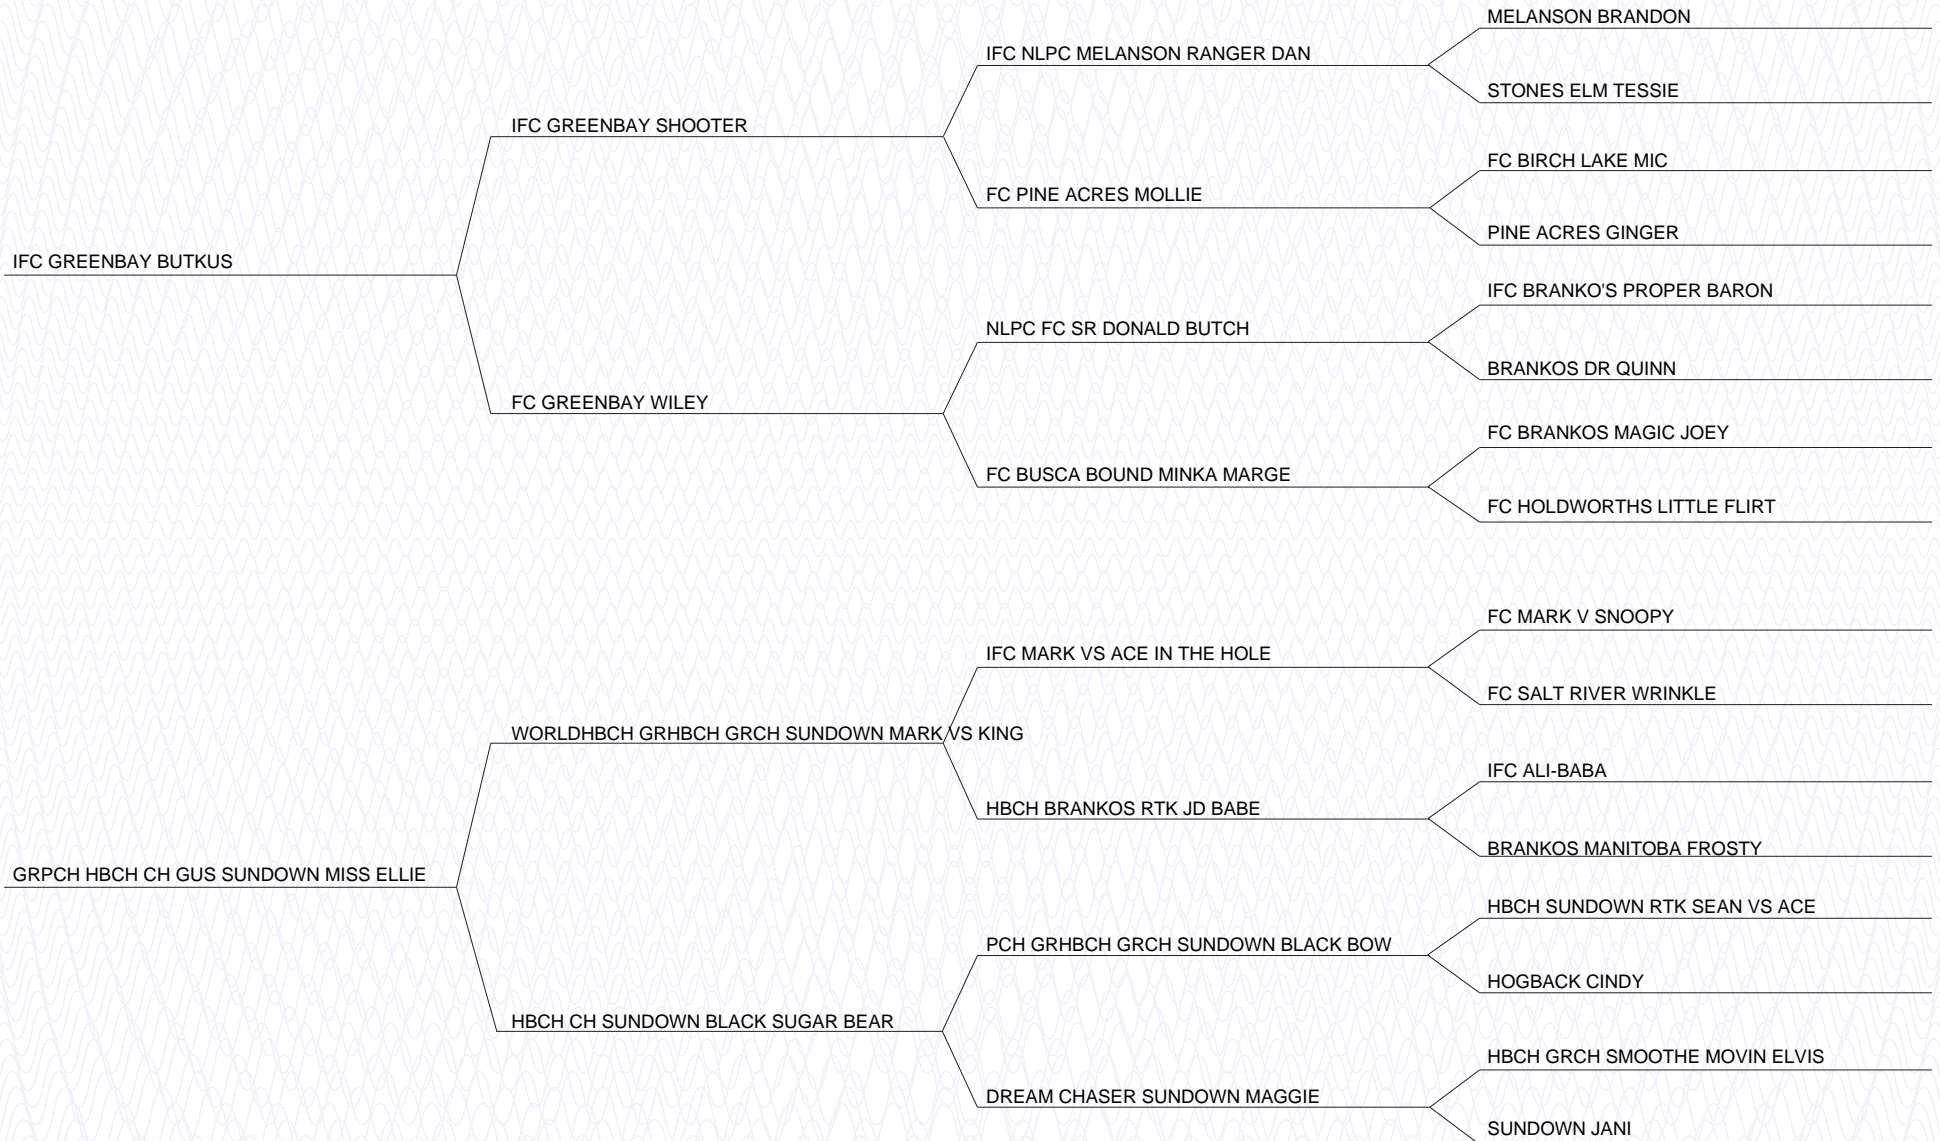 MELANSON BRANDON
IFC NLPC MELANSON RANGER DAN
STONES ELM TESSIE
IFC GREENBAY SHOOTER
FC BIRCH LAKE MIC
FC PINE ACRES MOLLIE
PINE ACRES GINGER
IFC GREENBAY BUTKUS
IFC BRANKO'S PROPER BARON
NLPC FC SR DONALD BUTCH
BRANKOS DR QUINN
FC GREENBAY WILEY
FC BRANKOS MAGIC JOEY
FC BUSCA BOUND MINKA MARGE
FC HOLDWORTHS LITTLE FLIRT
FC MARK V SNOOPY
IFC MARK VS ACE IN THE HOLE
FC SALT RIVER WRINKLE
WORLDHBCH GRHBCH GRCH SUNDOWN MARK VS KING
IFC ALI-BABA
HBCH BRANKOS RTK JD BABE
BRANKOS MANITOBA FROSTY
GRPCH HBCH CH GUS SUNDOWN MISS ELLIE
HBCH SUNDOWN RTK SEAN VS ACE
PCH GRHBCH GRCH SUNDOWN BLACK BOW
HOGBACK CINDY
HBCH CH SUNDOWN BLACK SUGAR BEAR
HBCH GRCH SMOOTHE MOVIN ELVIS
DREAM CHASER SUNDOWN MAGGIE
SUNDOWN JANI